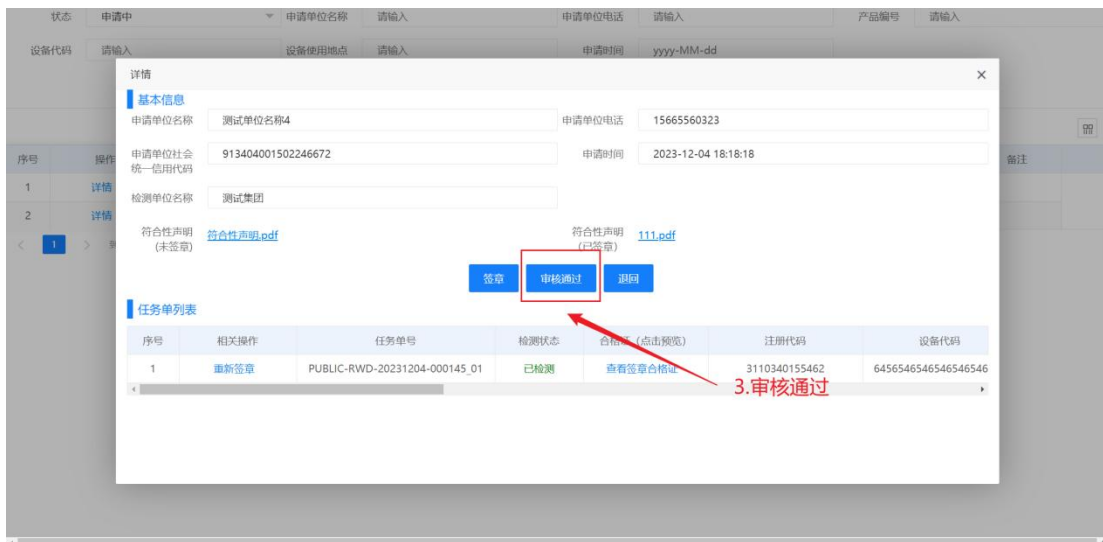 状态 申请中 申请单位名称 请输入 申请单位电话 请输入 产品编号 请输入
设备代码 请输入 设备使用地点 请输入 申请时间 yyyy-MM-dd
详情
基本信息
申请单位名称 测试单位名称4 申请单位电话 15665560323
申请单位社会
统一信用代码
913404001502246672 申请时间 2023-12-04 18:18:18
检测单位名称 测试集团
符合性声明
(未签章)
符合性声明.pdf
符合性声明
(已签章)
111.pdf
签章 审核通过 退回
任务单列表
序号 相关操作 任务单号 检测状态 合格证 (点击预览) 注册代码 设备代码
1 重新签章 PUBLIC-RWD-20231204-000145_01 已检测 查看签章合格证 3110340155462 6456546546546546546
3.审核通过
序号 操作 备注
1 详情
2 详情
1